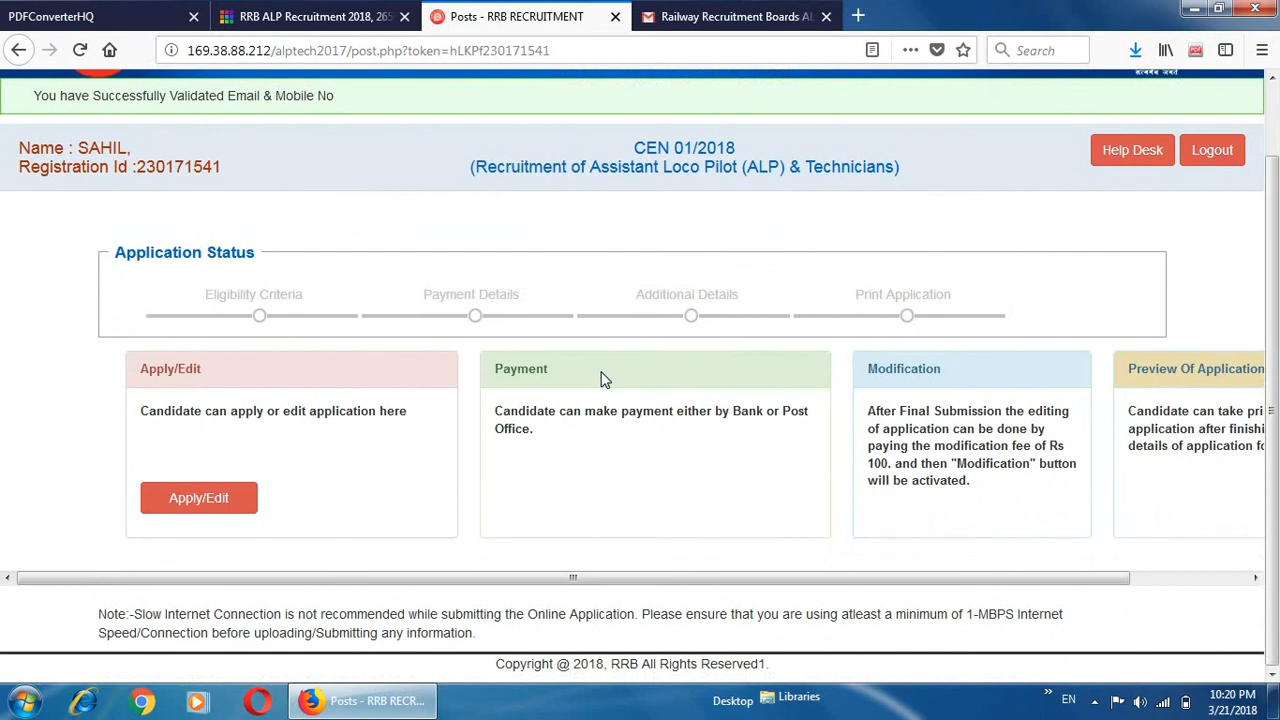 PDFConverterHQ
RRB ALP Recruitment 2018, 265
Posts - RRB RECRUITMENT
Railway Recruitment Boards AL
169.38.88.212/alptech2017/post.php?token=hLKPf230171541
Search
You have Successfully Validated Email & Mobile No
Name : SAHIL,
Registration Id :230171541
CEN 01/2018
(Recruitment of Assistant Loco Pilot (ALP) & Technicians)
Help Desk
Logout
Application Status
Eligibility Criteria
Payment Details
Additional Details
Print Application
Apply/Edit
Candidate can apply or edit application here
Apply/Edit
Payment
Candidate can make payment either by Bank or Post
Office.
Modification
After Final Submission the editing
of application can be done by
paying the modification fee of Rs
100. and then "Modification" button
will be activated.
Preview Of Application
Candidate can take pri
application after finishi
details of application fo
Note:-Slow Internet Connection is not recommended while submitting the Online Application. Please ensure that you are using atleast a minimum of 1-MBPS Internet
Speed/Connection before uploading/Submitting any information.
Copyright @ 2018, RRB All Rights Reserved1.
Posts - RRB RECR...
Desktop
Libraries
EN
10:20 PM
3/21/2018